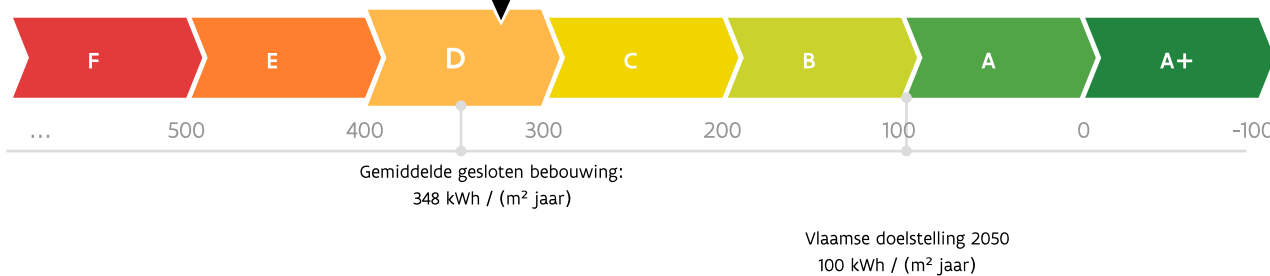 F E D C B A A+
... 500 400 300 200 100 0 -100
Gemiddelde gesloten bebouwing:
348 kWh / (m² jaar)
Vlaamse doelstelling 2050
100 kWh / (m² jaar)